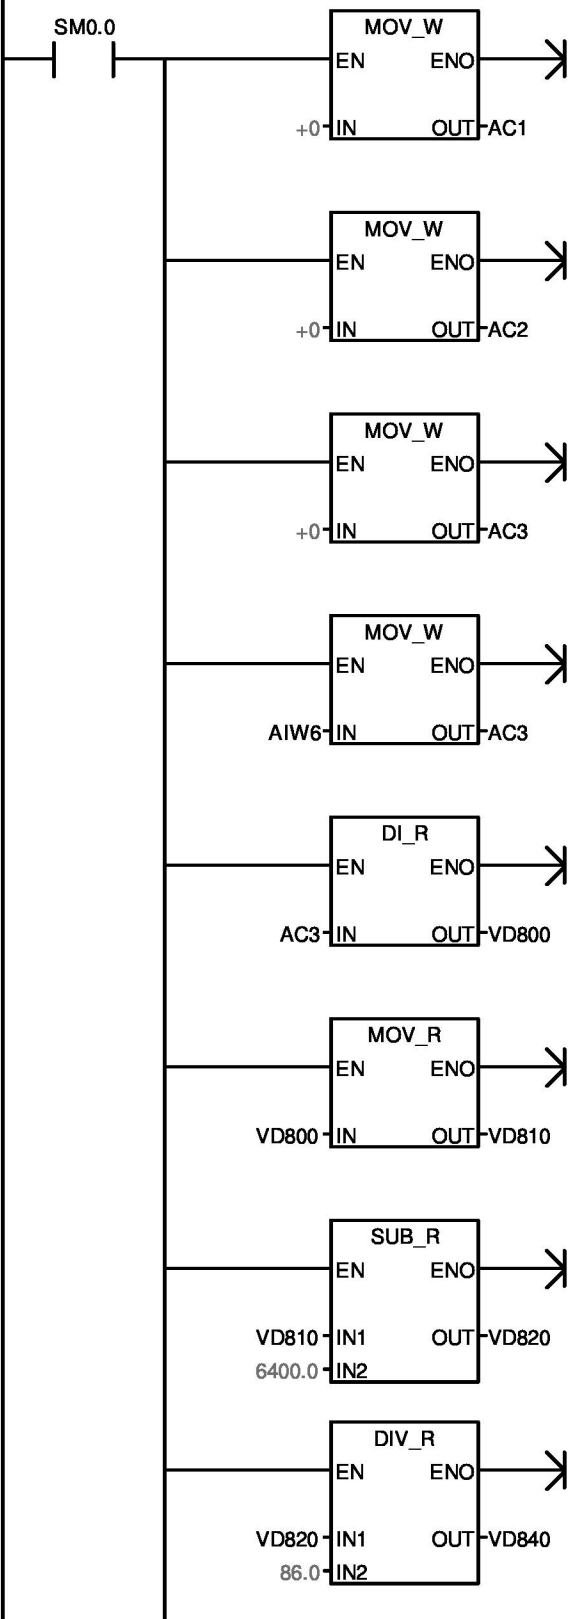 SM0.0
MOV_W
EN ENO
+0 IN OUT AC1
MOV_W
EN ENO
+0 IN OUT AC2
MOV_W
EN ENO
+0 IN OUT AC3
MOV_W
EN ENO
AIW6 IN OUT AC3
DI_R
EN ENO
AC3 IN OUT VD800
MOV_R
EN ENO
VD800 IN OUT VD810
SUB_R
EN ENO
VD810 IN1 OUT VD820
6400.0 IN2
DIV_R
EN ENO
VD820 IN1 OUT VD840
86.0 IN2